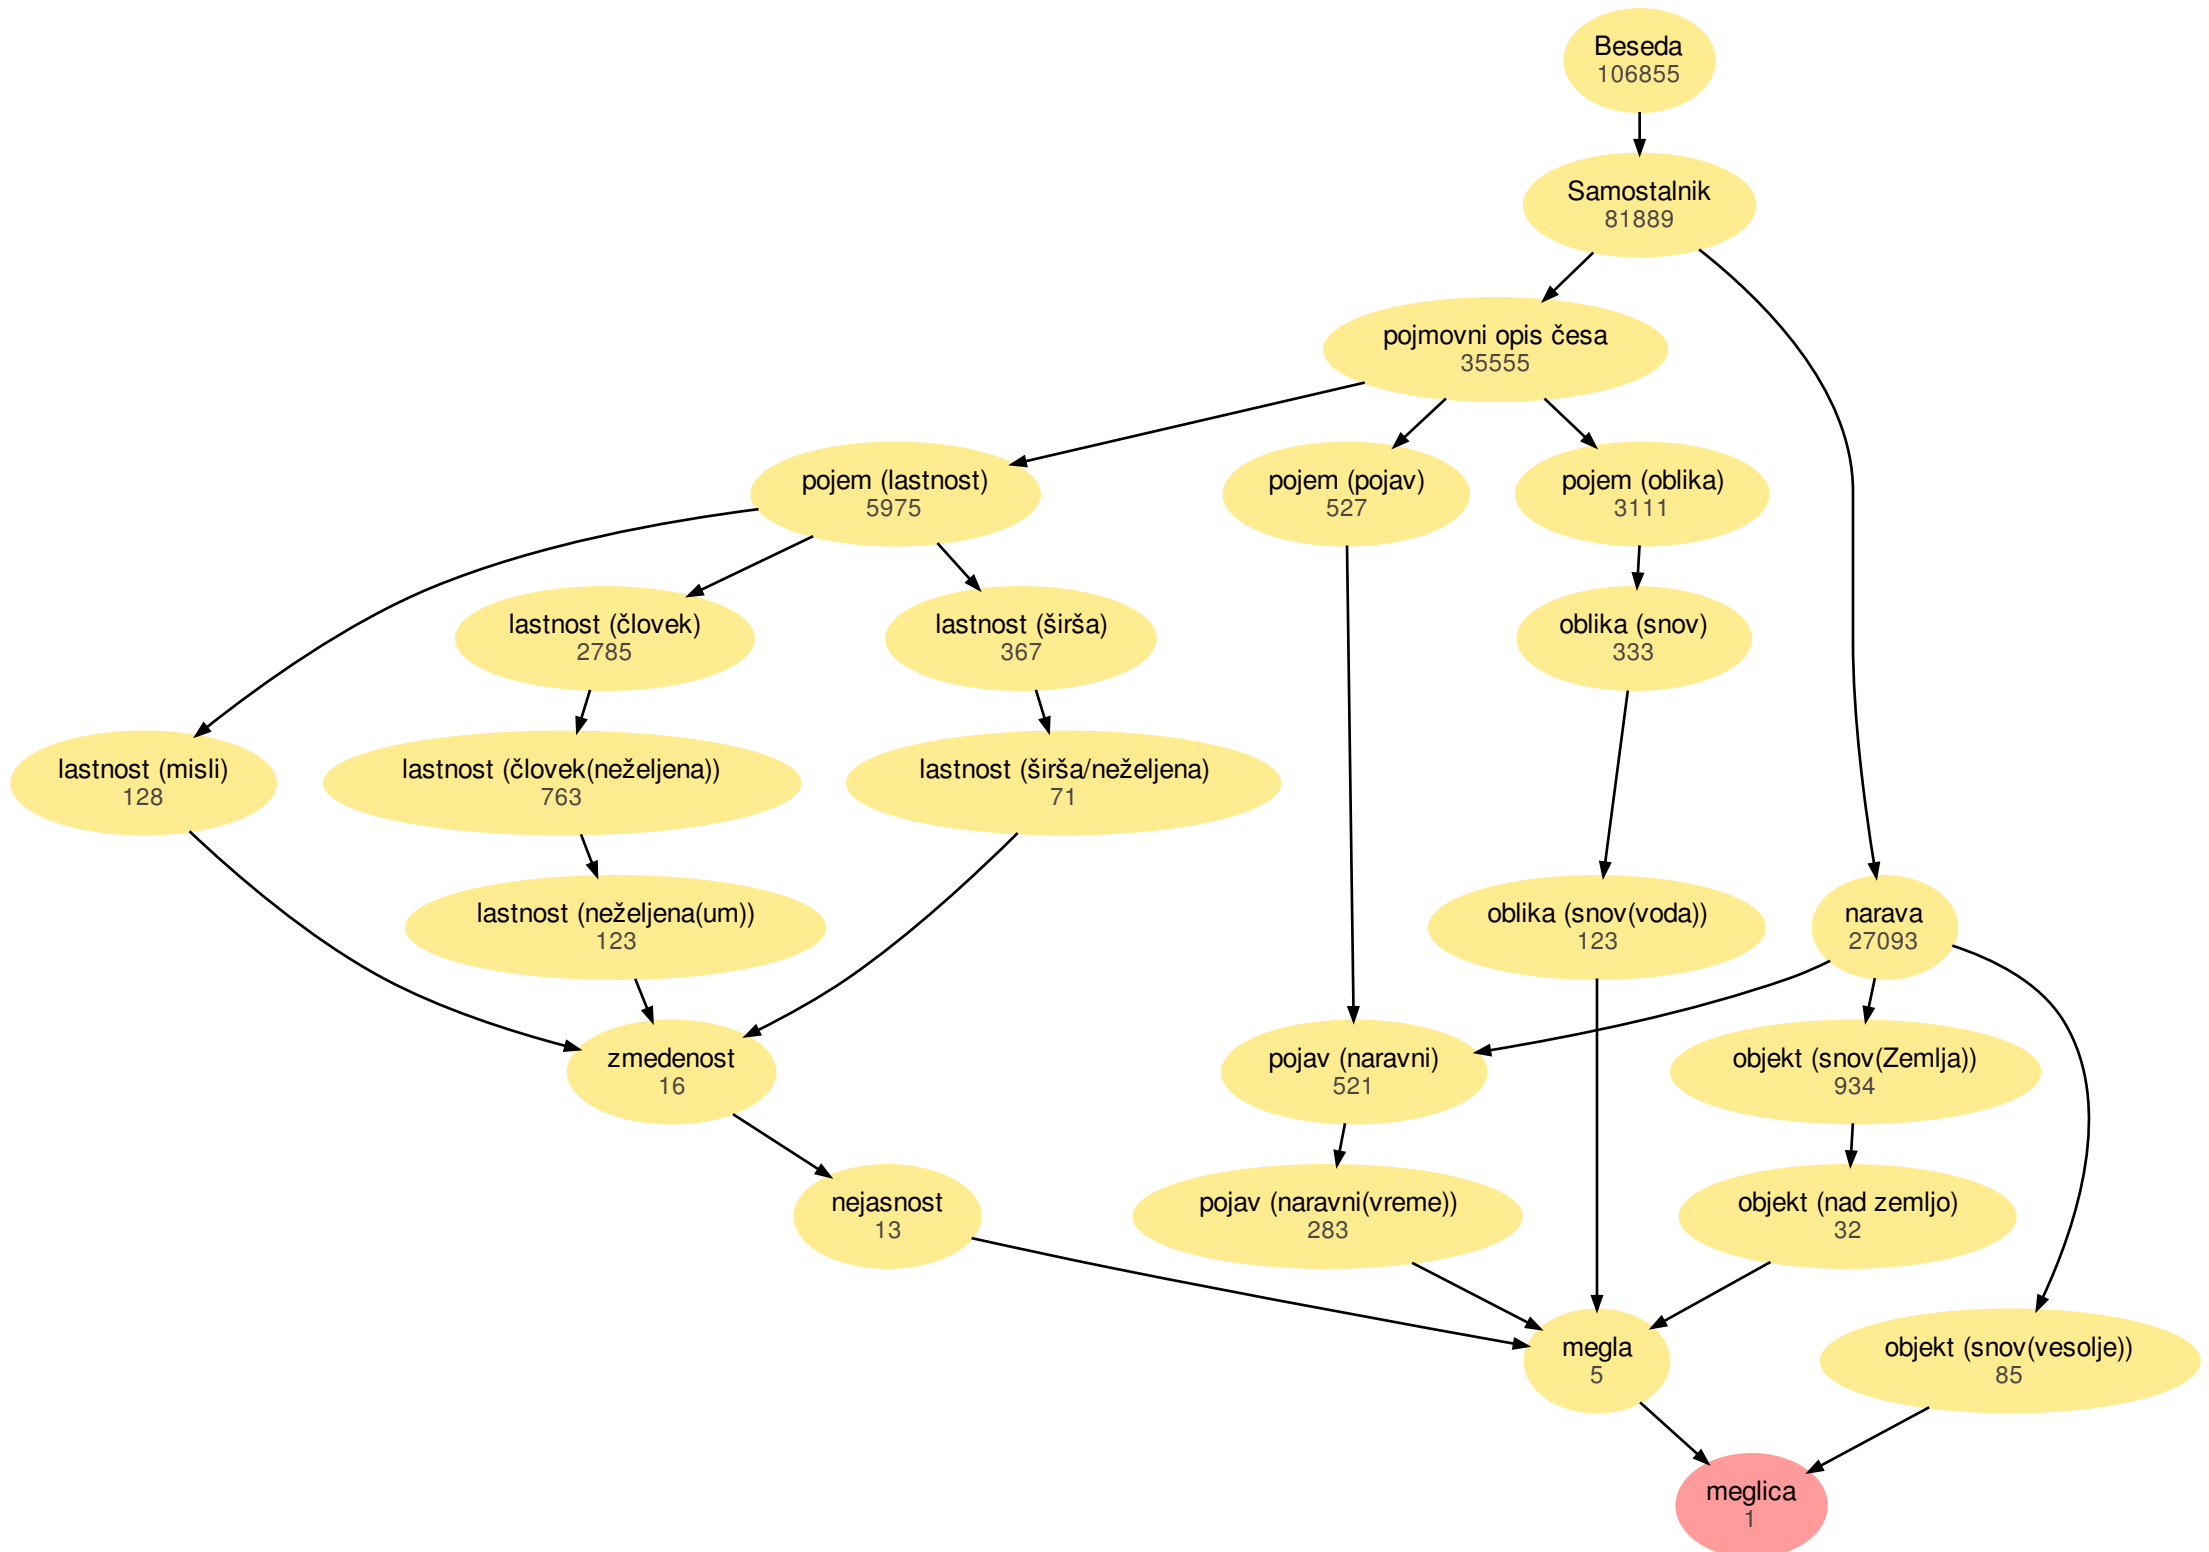 Beseda
106855
Samostalnik
81889
pojmovni opis česa
35555
pojem (lastnost)
5975
pojem (pojav)
527
pojem (oblika)
3111
lastnost (človek)
2785
lastnost (širša)
367
oblika (snov)
333
lastnost (misli)
128
lastnost (človek(neželjena))
763
lastnost (širša/neželjena)
71
lastnost (neželjena(um))
123
oblika (snov(voda))
123
narava
27093
zmedenost
16
pojav (naravni)
521
objekt (snov(Zemlja))
934
nejasnost
13
pojav (naravni(vreme))
283
objekt (nad zemljo)
32
megla
5
objekt (snov(vesolje))
85
meglica
1